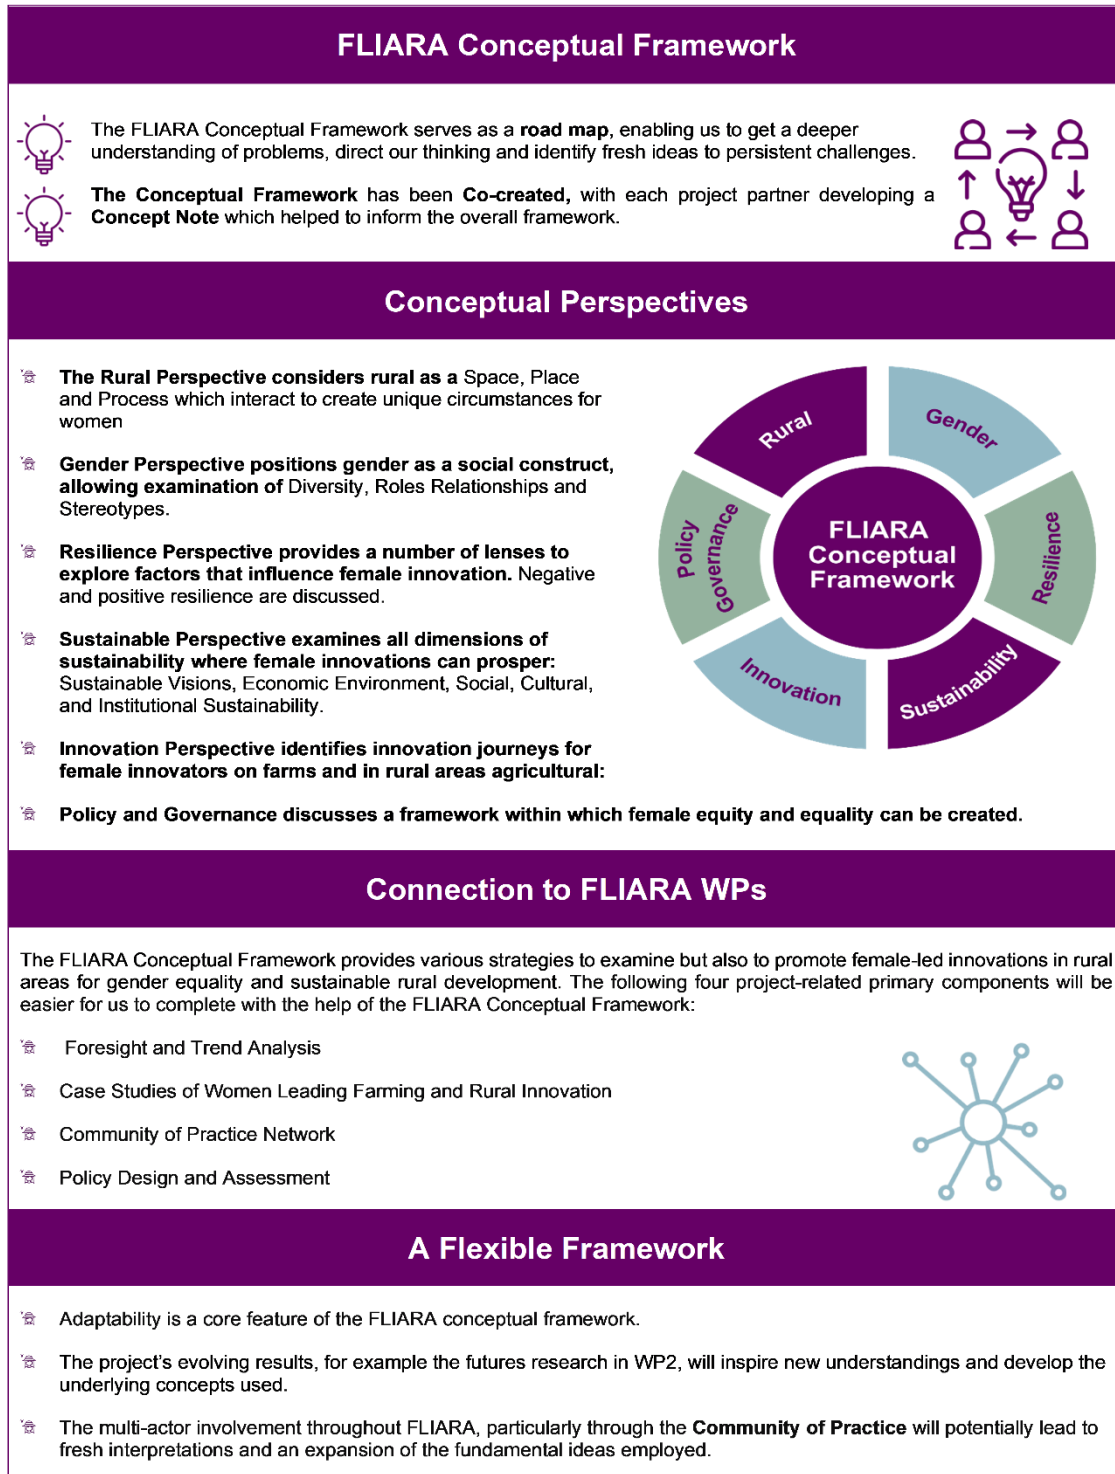 FLIARA Conceptual Framework
The FLIARA Conceptual Framework serves as a road map, enabling us to get a deeper
understanding of problems, direct our thinking and identify fresh ideas to persistent challenges.
The Conceptual Framework has been Co-created, with each project partner developing a
Concept Note which helped to inform the overall framework.
Conceptual Perspectives
The Rural Perspective considers rural as a Space, Place
and Process which interact to create unique circumstances for
women
Gender Perspective positions gender as a social construct,
allowing examination of Diversity, Roles Relationships and
Stereotypes.
Resilience Perspective provides a number of lenses to
explore factors that influence female innovation. Negative
and positive resilience are discussed.
Sustainable Perspective examines all dimensions of
sustainability where female innovations can prosper:
Sustainable Visions, Economic Environment, Social, Cultural,
and Institutional Sustainability.
Innovation Perspective identifies innovation journeys for
female innovators on farms and in rural areas agricultural:
Policy and Governance discusses a framework within which female equity and equality can be created.
Rural
Gender
Resilience
Sustainability
Innovation
Policy
Governance
FLIARA
Conceptual
Framework
Connection to FLIARA WPs
The FLIARA Conceptual Framework provides various strategies to examine but also to promote female-led innovations in rural
areas for gender equality and sustainable rural development. The following four project-related primary components will be
easier for us to complete with the help of the FLIARA Conceptual Framework:
Foresight and Trend Analysis
Case Studies of Women Leading Farming and Rural Innovation
Community of Practice Network
Policy Design and Assessment
A Flexible Framework
Adaptability is a core feature of the FLIARA conceptual framework.
The project's evolving results, for example the futures research in WP2, will inspire new understandings and develop the
underlying concepts used.
The multi-actor involvement throughout FLIARA, particularly through the Community of Practice will potentially lead to
fresh interpretations and an expansion of the fundamental ideas employed.